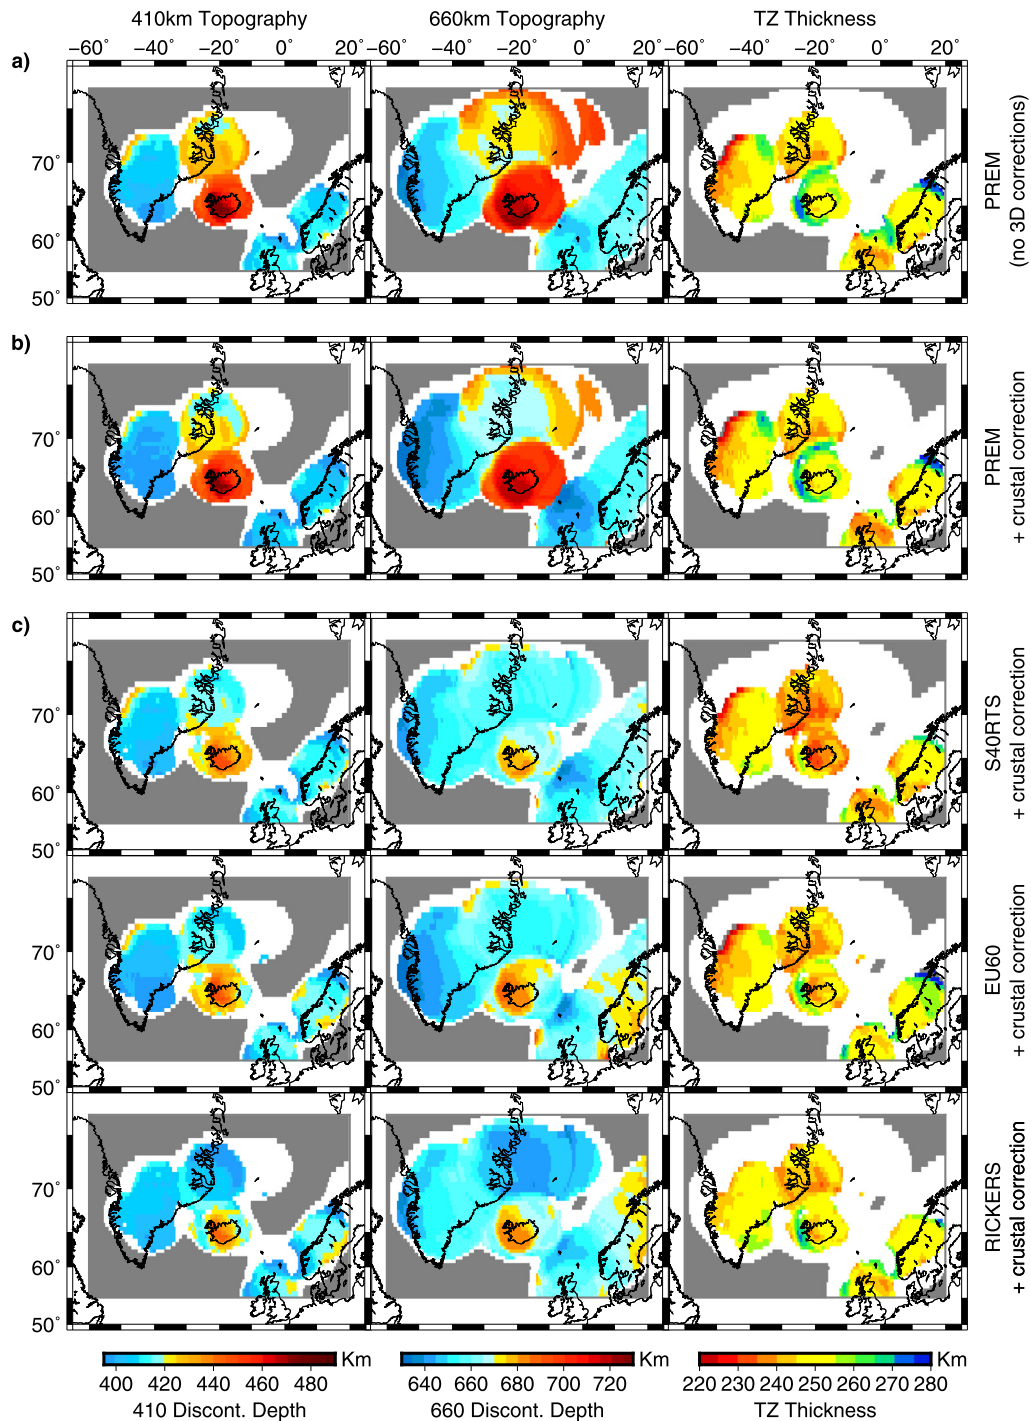 410km Topography 660km Topography TZ Thickness
−60° −40° −20° 0° 20° −60° −40° −20° 0° 20° −60° −40° −20° 0° 20°
a)
70°
60°
50°
PREM
(no 3D corrections)
b)
70°
60°
50°
PREM
+ crustal correction
c)
70°
60°
50°
S40RTS
+ crustal correction
70°
60°
50°
EU60
+ crustal correction
70°
60°
50°
RICKERS
+ crustal correction
Km Km Km
400 420 440 460 640 660 680 700 720 220 230 240 250 260 270 280
410 Discont. Depth 660 Discont. Depth TZ Thickness